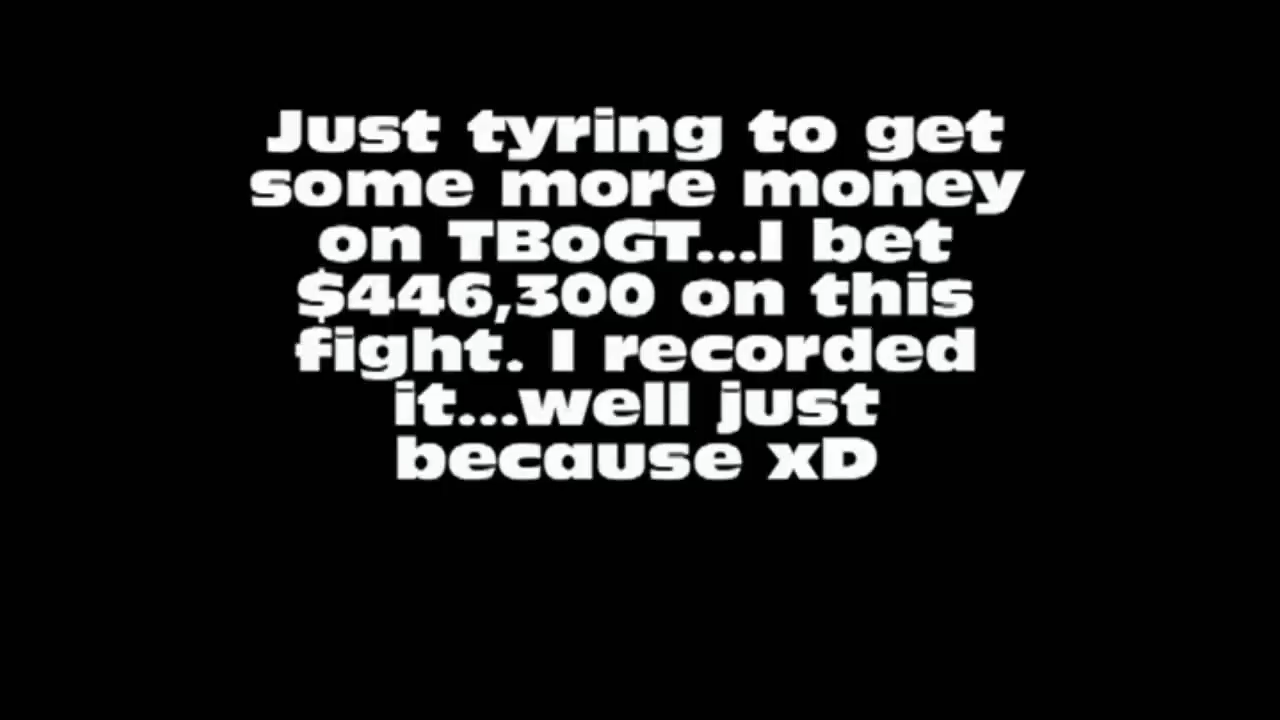 Just tyring to get
some more money
on TBoGT...I bet
$446,300 on this
fight. I recorded
it...well just
because xD